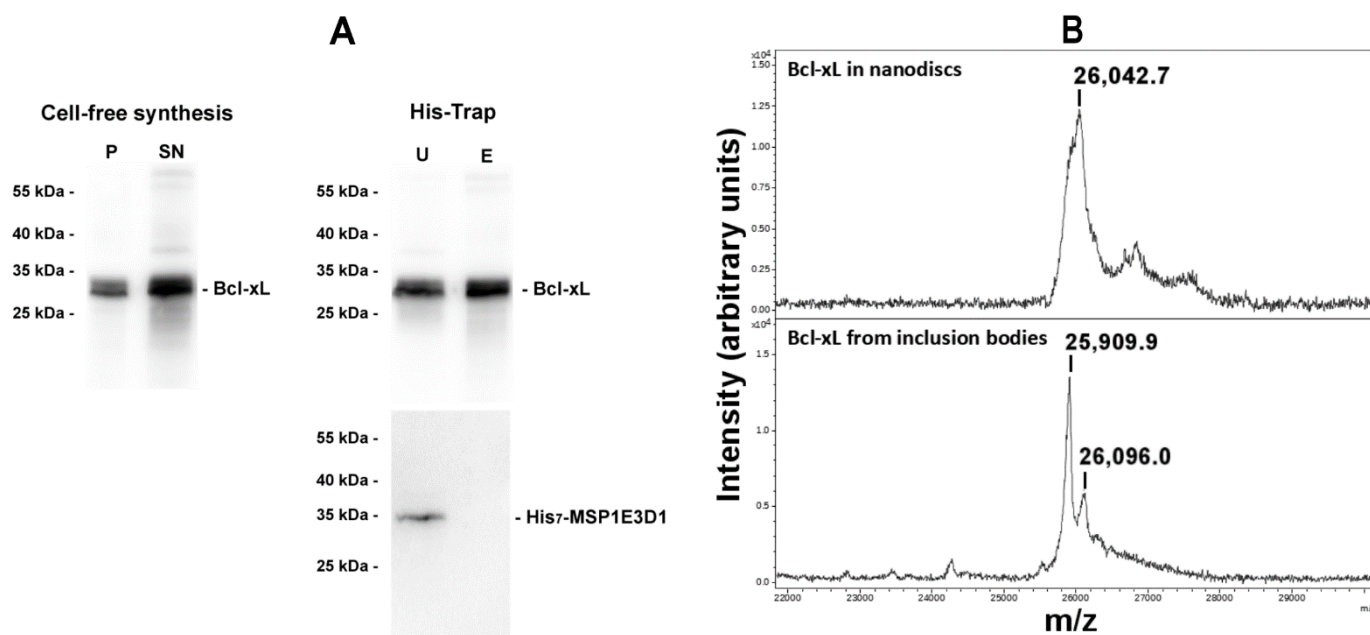 A
Cell-free synthesis
P SN
55 kDa -
40 kDa -
35 kDa -
25 kDa -
- Bcl-xL
His-Trap
U E
55 kDa -
40 kDa -
35 kDa -
25 kDa -
- Bcl-xL
55 kDa -
40 kDa -
35 kDa -
25 kDa -
- His7-MSP1E3D1
B
Intensity (arbitrary units)
x10⁴
Bcl-xL in nanodiscs
26,042.7
1.50
1.25
1.00
0.75
0.50
0.25
0.00
x10⁴
Bcl-xL from inclusion bodies
25,909.9
26,096.0
1.5
1.0
0.5
0.0
22000 23000 24000 25000 26000 27000 28000 29000
m/z